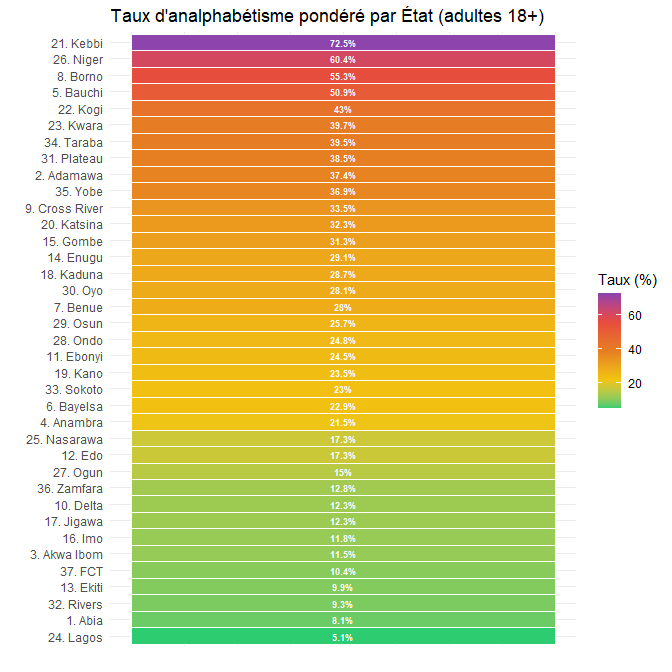 Taux d'analphabétisme pondéré par État (adultes 18+)
21. Kebbi 72.5%
26. Niger 60.4%
8. Borno 55.3%
5. Bauchi 50.9%
22. Kogi 43%
23. Kwara 39.7%
34. Taraba 39.5%
31. Plateau 38.5%
2. Adamawa 37.4%
35. Yobe 36.9%
9. Cross River 33.5%
20. Katsina 32.3%
15. Gombe 31.3%
14. Enugu 29.1%
18. Kaduna 28.7%
30. Oyo 28.1%
7. Benue 28%
29. Osun 25.7%
28. Ondo 24.8%
11. Ebonyi 24.5%
19. Kano 23.5%
33. Sokoto 23%
6. Bayelsa 22.9%
4. Anambra 21.5%
25. Nasarawa 17.3%
12. Edo 17.3%
27. Ogun 15%
36. Zamfara 12.8%
10. Delta 12.3%
17. Jigawa 12.3%
16. Imo 11.8%
3. Akwa Ibom 11.5%
37. FCT 10.4%
13. Ekiti 9.9%
32. Rivers 9.3%
1. Abia 8.1%
24. Lagos 5.1%
Taux (%)
60
40
20